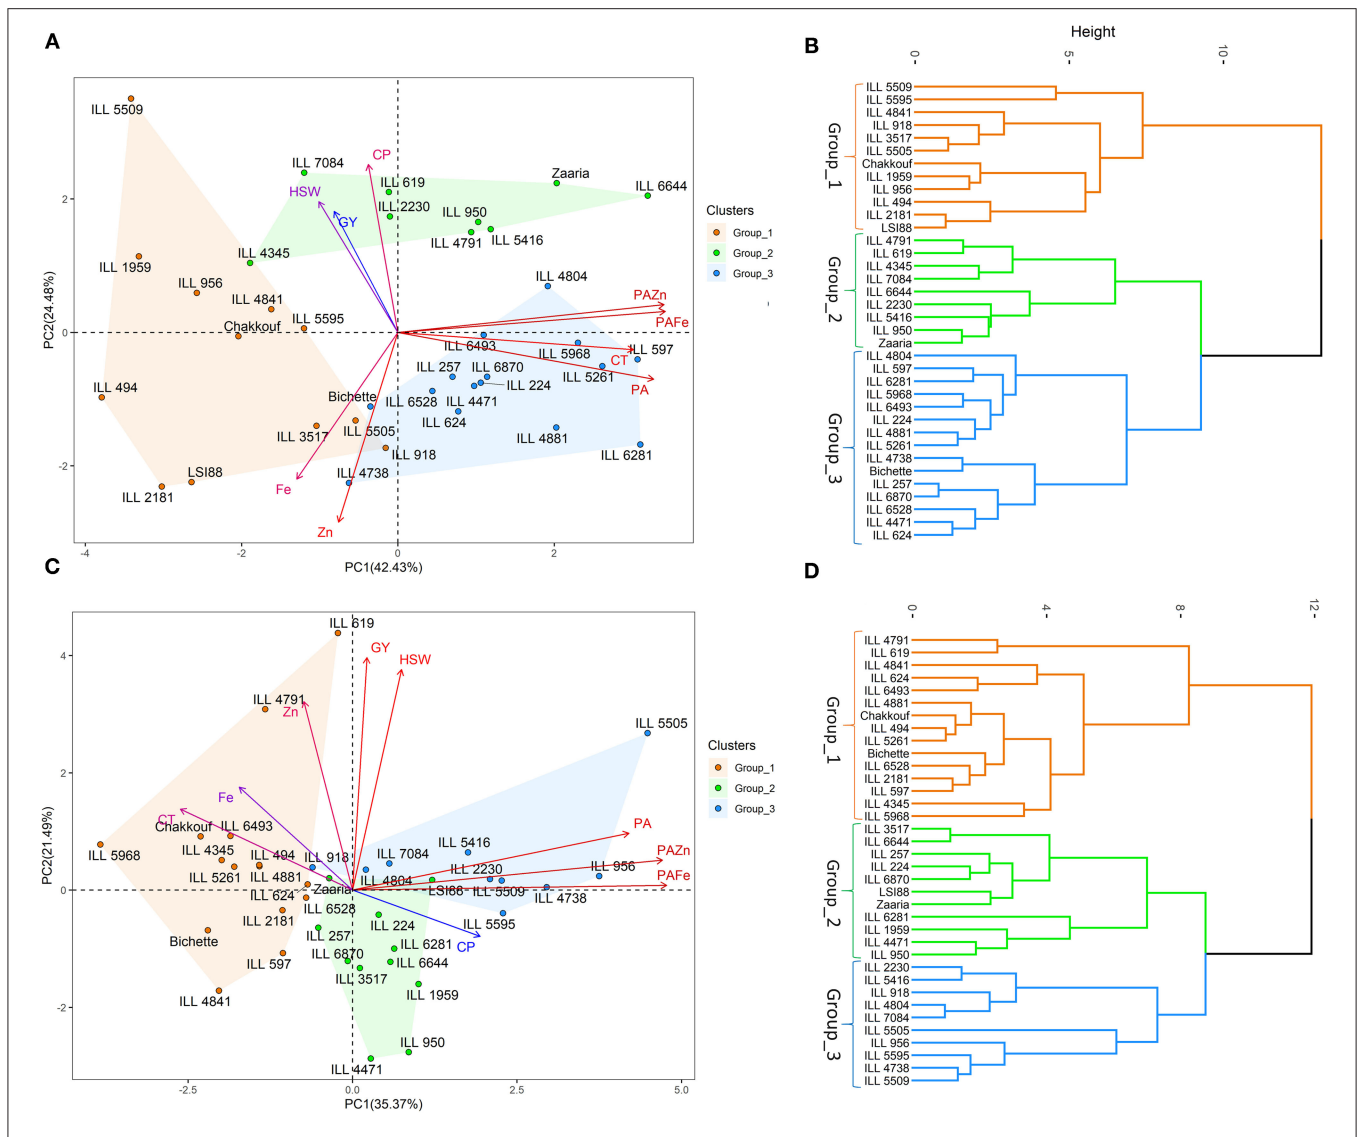 A
PC2(24.48%)
2
0
-2
-4
-2
0
2
PC1(42.43%)
ILL 5509
ILL 7084
CP
ILL 619
Zaaria
ILL 6644
HSW
GY
ILL 2230
ILL 950
ILL 4791
ILL 5416
ILL 4345
ILL 1959
ILL 956
ILL 4841
ILL 4804
PAZn
PAFe
Chakkouf
ILL 5595
ILL 6493
ILL 5968
ILL 597
CT
ILL 257
ILL 6870
ILL 5261
ILL 224
PA
ILL 494
Bichette
ILL 6528
ILL 4471
ILL 3517
ILL 5505
ILL 624
ILL 4881
ILL 918
ILL 6281
LSI88
ILL 4738
ILL 2181
Fe
Zn
Clusters
Group_1
Group_2
Group_3
B
Height
0
5
10
Group_1
ILL 5509
ILL 5595
ILL 4841
ILL 918
ILL 3517
ILL 5505
Chakkouf
ILL 1959
ILL 956
ILL 494
ILL 2181
LSI88
Group_2
ILL 4791
ILL 619
ILL 4345
ILL 7084
ILL 6644
ILL 2230
ILL 5416
ILL 950
Zaaria
Group_3
ILL 4804
ILL 597
ILL 6281
ILL 5968
ILL 6493
ILL 224
ILL 4881
ILL 5261
ILL 4738
Bichette
ILL 257
ILL 6870
ILL 6528
ILL 4471
ILL 624
C
PC2(21.49%)
4
2
0
-2
-2.5
0.0
2.5
5.0
PC1(35.37%)
ILL 619
GY
HSW
ILL 4791
Zn
ILL 5505
Fe
CT
Chakkouf
ILL 6493
PA
ILL 5968
ILL 4345
ILL 494
ILL 918
ILL 7084
ILL 5416
PAZn
ILL 5261
ILL 4881
ILL 4804
ILL 2230
ILL 956
PAFe
ILL 624
Zaaria
LSI88
ILL 5509
ILL 4738
ILL 6528
ILL 2181
ILL 224
ILL 5595
Bichette
ILL 257
ILL 6281
CP
ILL 597
ILL 6870
ILL 6644
ILL 3517
ILL 4841
ILL 1959
ILL 950
ILL 4471
Clusters
Group_1
Group_2
Group_3
D
0
4
8
12
Group_1
ILL 4791
ILL 619
ILL 4841
ILL 624
ILL 6493
ILL 4881
Chakkouf
ILL 494
ILL 5261
Bichette
ILL 6528
ILL 2181
ILL 597
ILL 4345
ILL 5968
Group_2
ILL 3517
ILL 6644
ILL 257
ILL 224
ILL 6870
LSI88
Zaaria
ILL 6281
ILL 1959
ILL 4471
ILL 950
Group_3
ILL 2230
ILL 5416
ILL 918
ILL 4804
ILL 7084
ILL 5505
ILL 956
ILL 5595
ILL 4738
ILL 5509